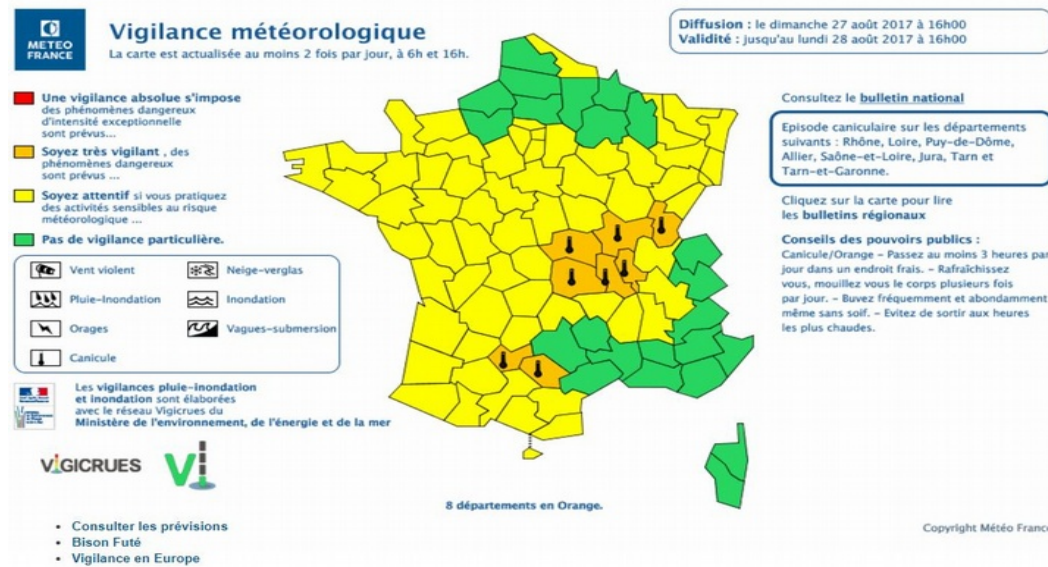 METEO
FRANCE
Vigilance météorologique
La carte est actualisée au moins 2 fois par jour, à 6h et 16h.
Diffusion : le dimanche 27 août 2017 à 16h00
Validité : jusqu'au lundi 28 août 2017 à 16h00
Une vigilance absolue s'impose
des phénomènes dangereux
d'intensité exceptionnelle
sont prévus...
Soyez très vigilant , des
phénomènes dangereux
sont prévus ...
Soyez attentif si vous pratiquez
des activités sensibles au risque
météorologique ...
Pas de vigilance particulière.
Vent violent
Neige-verglas
Pluie-Inondation
Inondation
Orages
Vagues-submersion
Canicule
Les vigilances pluie-inondation
et inondation sont élaborées
avec le réseau Vigicrues du
Ministère de l'environnement, de l'énergie et de la mer
VIGICRUES
Consulter les prévisions
Bison Futé
Vigilance en Europe
8 départements en Orange.
Consultez le bulletin national
Episode caniculaire sur les départements
suivants : Rhône, Loire, Puy-de-Dôme,
Allier, Saône-et-Loire, Jura, Tarn et
Tarn-et-Garonne.
Cliquez sur la carte pour lire
les bulletins régionaux
Conseils des pouvoirs publics :
Canicule/Orange – Passez au moins 3 heures par
jour dans un endroit frais. – Rafraîchissez
vous, mouillez vous le corps plusieurs fois
par jour. – Buvez fréquemment et abondamment
même sans soif. – Evitez de sortir aux heures
les plus chaudes.
Copyright Météo France